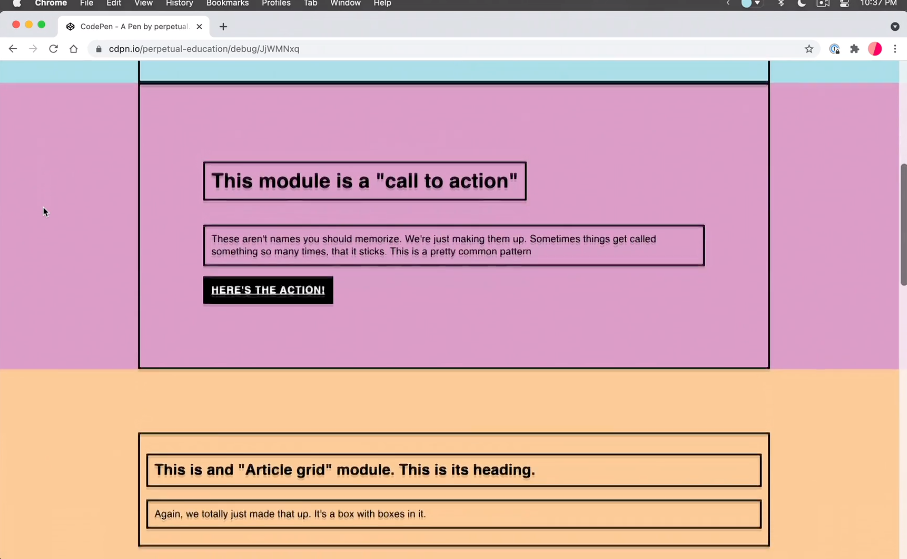 Chrome File Edit View History Bookmarks Profiles Tab Window Help 10:37 PM
CodePen - A Pen by perpetual
cdpn.io/perpetual-education/debug/JjWMNxq
This module is a "call to action"
These aren't names you should memorize. We're just making them up. Sometimes things get called
something so many times, that it sticks. This is a pretty common pattern
HERE'S THE ACTION!
This is and "Article grid" module. This is its heading.
Again, we totally just made that up. It's a box with boxes in it.